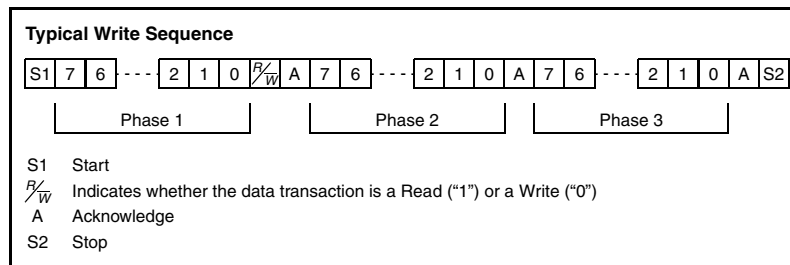 Typical Write Sequence
S1 7 6 - - - - 2 1 0 R/W A 7 6 - - - - 2 1 0 A 7 6 - - - - 2 1 0 A S2
Phase 1 Phase 2 Phase 3
S1 Start
R/W Indicates whether the data transaction is a Read (“1”) or a Write (“0”)
A Acknowledge
S2 Stop